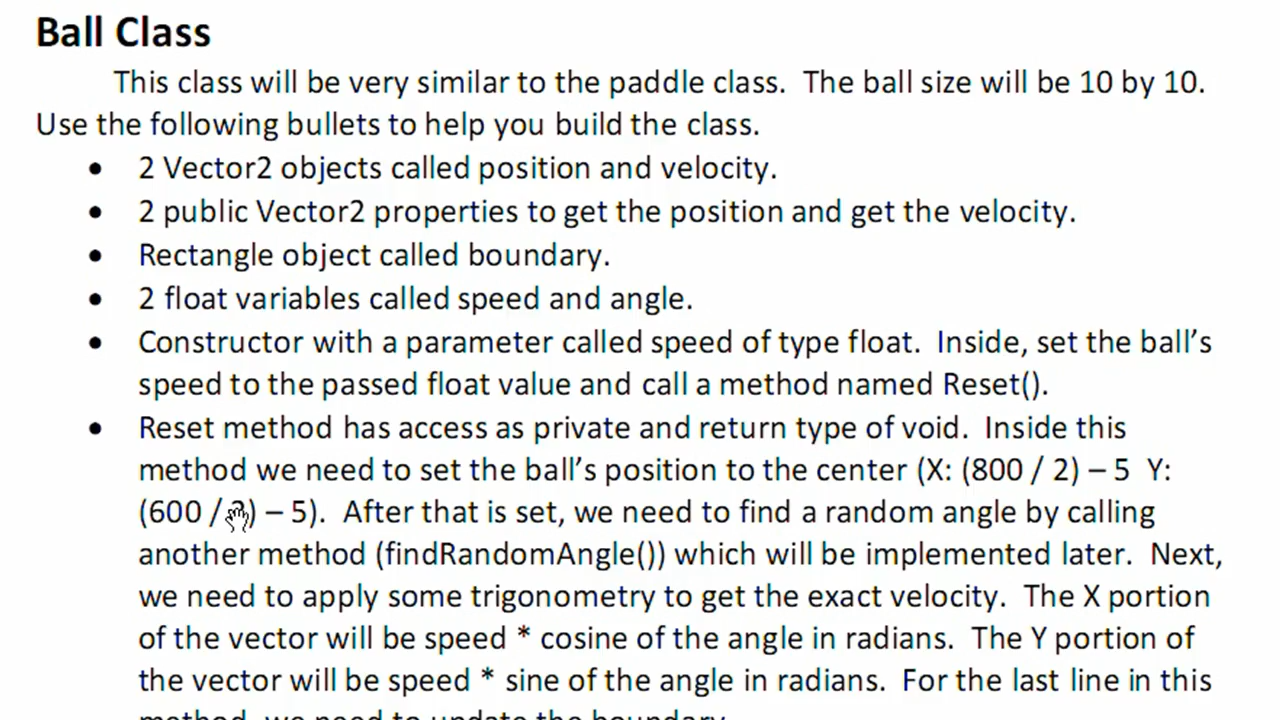 Ball Class
This class will be very similar to the paddle class. The ball size will be 10 by 10.
Use the following bullets to help you build the class.
• 2 Vector2 objects called position and velocity.
• 2 public Vector2 properties to get the position and get the velocity.
• Rectangle object called boundary.
• 2 float variables called speed and angle.
• Constructor with a parameter called speed of type float. Inside, set the ball’s
speed to the passed float value and call a method named Reset().
• Reset method has access as private and return type of void. Inside this
method we need to set the ball’s position to the center (X: (800 / 2) – 5 Y:
(600 / 2) – 5). After that is set, we need to find a random angle by calling
another method (findRandomAngle()) which will be implemented later. Next,
we need to apply some trigonometry to get the exact velocity. The X portion
of the vector will be speed * cosine of the angle in radians. The Y portion of
the vector will be speed * sine of the angle in radians. For the last line in this
method, we need to update the boundary.